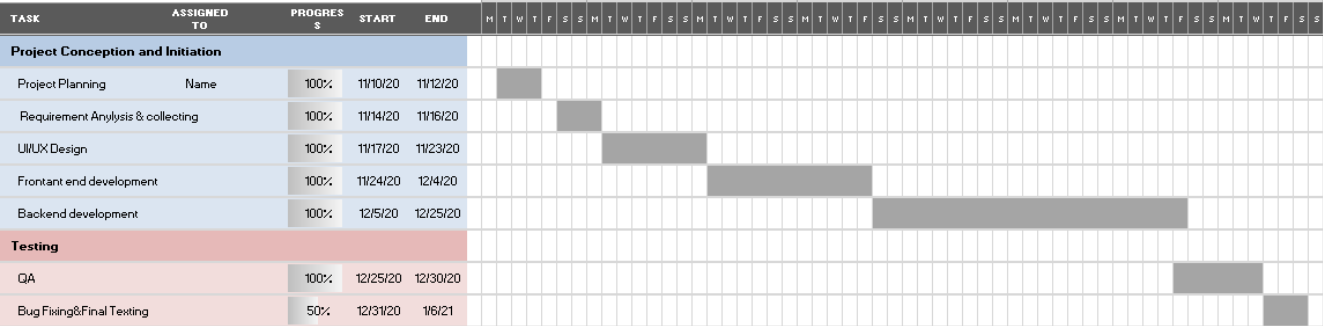 TASK ASSIGNED TO PROGRES S START END M T W T F S S M T W T F S S M T W T F S S M T W T F S S M T W T F S S M T W T F S S M T W T F S S M T W T F S S
Project Conception and Initiation
Project Planning Name 100% 11/10/20 11/12/20
Requirement Anylysis & collecting 100% 11/14/20 11/16/20
UI/UX Design 100% 11/17/20 11/23/20
Frontant end development 100% 11/24/20 12/4/20
Backend development 100% 12/5/20 12/25/20
Testing
QA 100% 12/25/20 12/30/20
Bug Fixing&Final Texting 50% 12/31/20 1/6/21